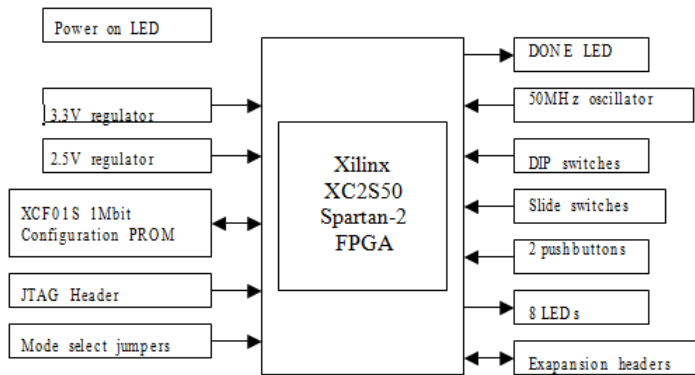 Power on LED
3.3V regulator
2.5V regulator
XCF01S 1Mbit
Configuration PROM
JTAG Header
Mode select jumpers
Xilinx
XC2S50
Spartan-2
FPGA
DONE LED
50MHz oscillator
DIP switches
Slide switches
2 pushbuttons
8 LEDs
Exapansion headers